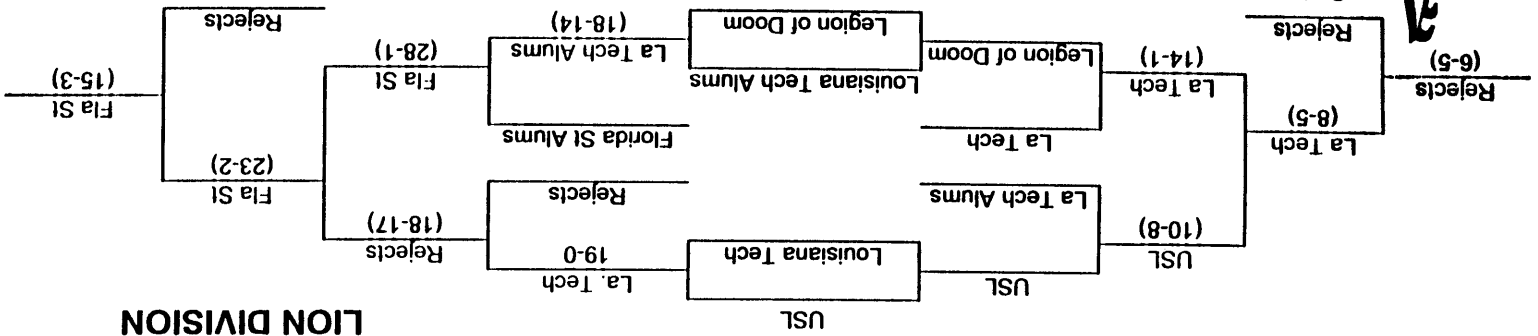 LION DIVISION
USL
USL
La. Tech
USL
Louisiana Tech
19-0
Rejects
(10-8)
(18-17)
La Tech Alums
Rejects
Fla St
(23-2)
La Tech
(8-5)
La Tech
Florida St Alums
Fla St
(15-3)
Rejects
(6-5)
La Tech
(14-1)
Louisiana Tech Alums
Fla St
(28-1)
Legion of Doom
La Tech Alums
(18-14)
Rejects
Legion of Doom
Rejects